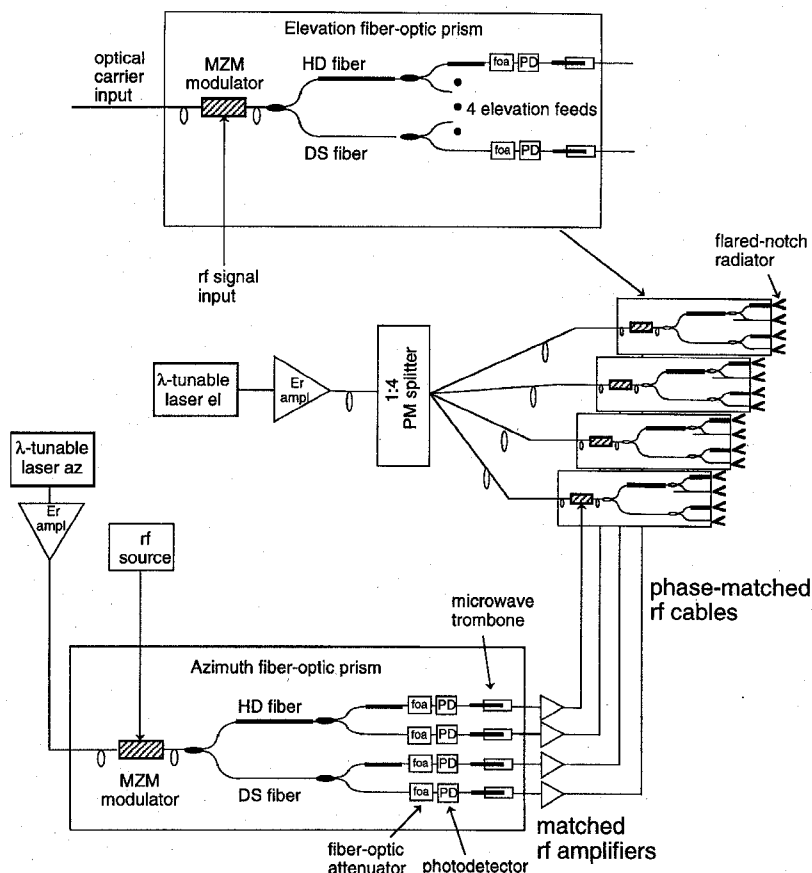 Elevation fiber-optic prism
optical
carrier
input
MZM
modulator
HD fiber
foa
PD
4 elevation feeds
DS fiber
foa
PD
rf signal
input
flared-notch
radiator
λ-tunable
laser el
Er
ampl
1:4
PM splitter
λ-tunable
laser az
Er
ampl
rf
source
phase-matched
rf cables
microwave
trombone
Azimuth fiber-optic prism
HD fiber
foa
PD
foa
PD
foa
PD
foa
PD
MZM
modulator
DS fiber
matched
rf amplifiers
fiber-optic
attenuator
photodetector